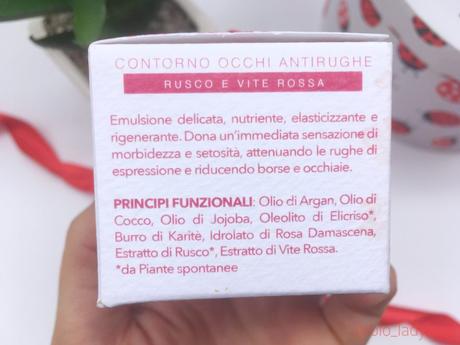 CONTORNO OCCHI ANTIRUGHE
RUSCO E VITE ROSSA
Emulsione delicata, nutriente, elasticizzante e
rigenerante. Dona un'immediata sensazione di
morbidezza e setosità, attenuando le rughe di
espressione e riducendo borse e occhiaie.
PRINCIPI FUNZIONALI: Olio di Argan, Olio di
Cocco, Olio di Jojoba, Oleolito di Elicriso*,
Burro di Karitè, Idrolato di Rosa Damascena,
Estratto di Rusco*, Estratto di Vite Rossa.
*da Piante spontanee